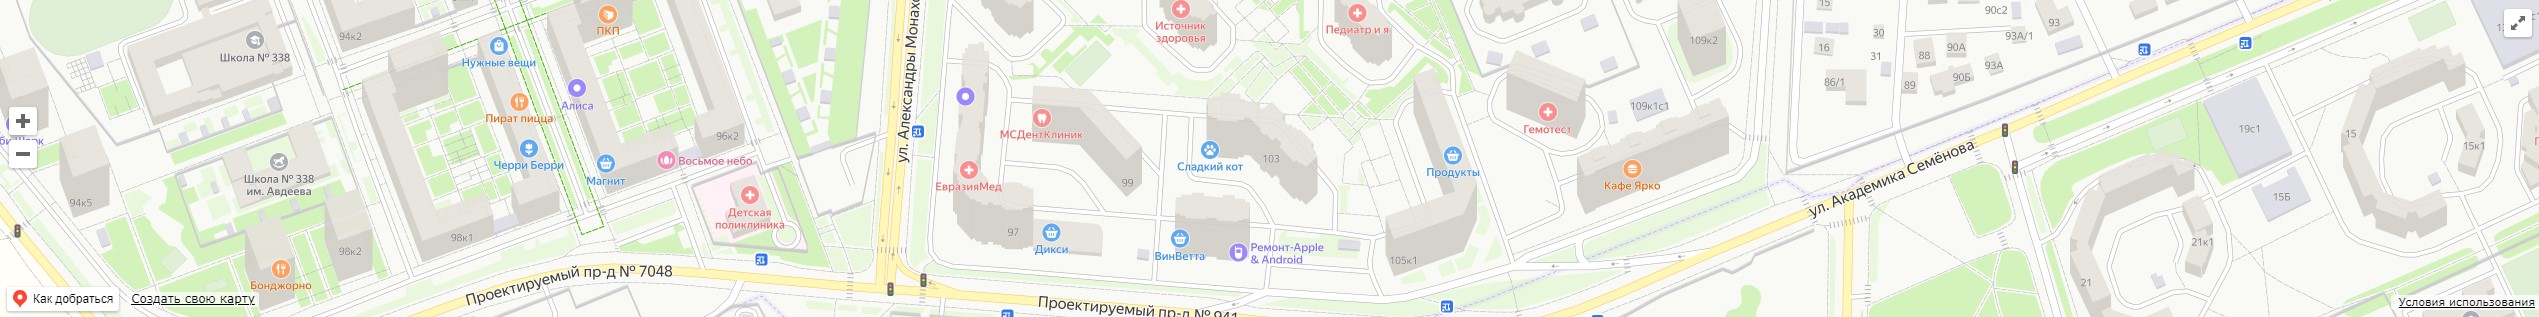 94к2
Школа № 338
ПКП
Нужные вещи
Алиса
Пират пицца
Черри Берри
Магнит
96к2
Восьмое небо
Школа № 338
им. Авдеева
94к5
98к1
98к2
Бонджорно
Детская
поликлиника
Проектируемый пр-д № 7048
ул. Александры Монахо
Источник
здоровья
Педиатр и я
МСДентКлиник
ЕвразияМед
99
97
Дикси
Сладкий кот
103
ВинВетта
Ремонт-Apple
& Android
Проектируемый пр-д № 941
Продукты
105к1
109к2
109к1с1
Гемотест
Кафе Ярко
15
16
30
31
86/1
88
89
90А
90Б
90с2
93
93А/1
93А
ул. Академика Семёнова
19с1
15
15к1
15Б
21к1
21
Как добраться
Создать свою карту
Условия использования